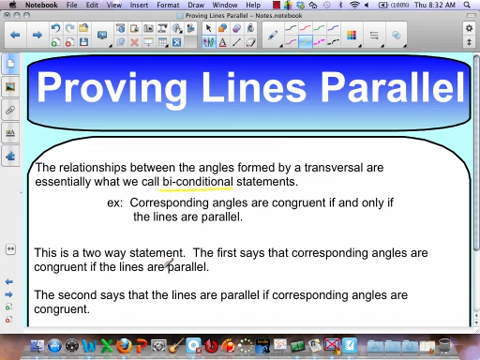 Notebook File Edit View Insert Format Draw Window Help (100%) Thu 8:32 AM
Proving Lines Parallel – Notes.notebook
Proving Lines Parallel
The relationships between the angles formed by a transversal are
essentially what we call bi-conditional statements.
ex: Corresponding angles are congruent if and only if
the lines are parallel.
This is a two way statement. The first says that corresponding angles are
congruent if the lines are parallel.
The second says that the lines are parallel if corresponding angles are
congruent.